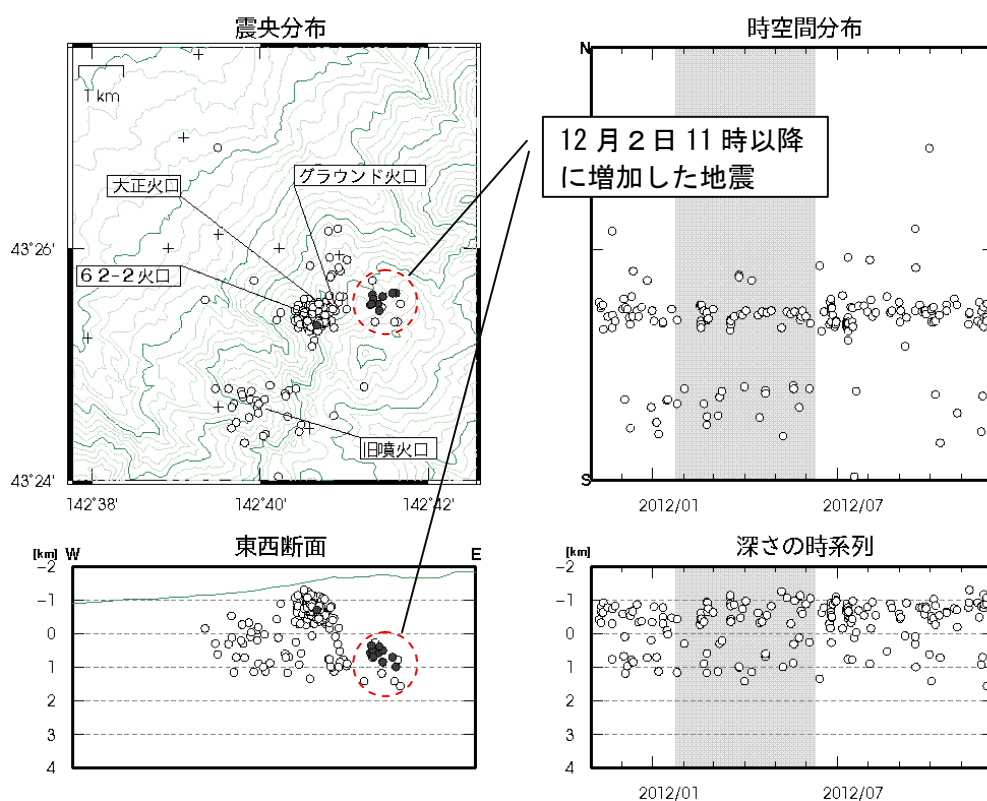 震央分布
時空間分布
1 km
N
12月２日11時以降
に増加した地震
グラウンド火口
大正火口
43°26'
６２-２火口
旧噴火口
43°24'
S
142°38'
142°40'
142°42'
2012/01
2012/07
[km]
W
東西断面
E
[km]
深さの時系列
-2
-1
0
1
2
3
4
-2
-1
0
1
2
3
4
2012/01
2012/07